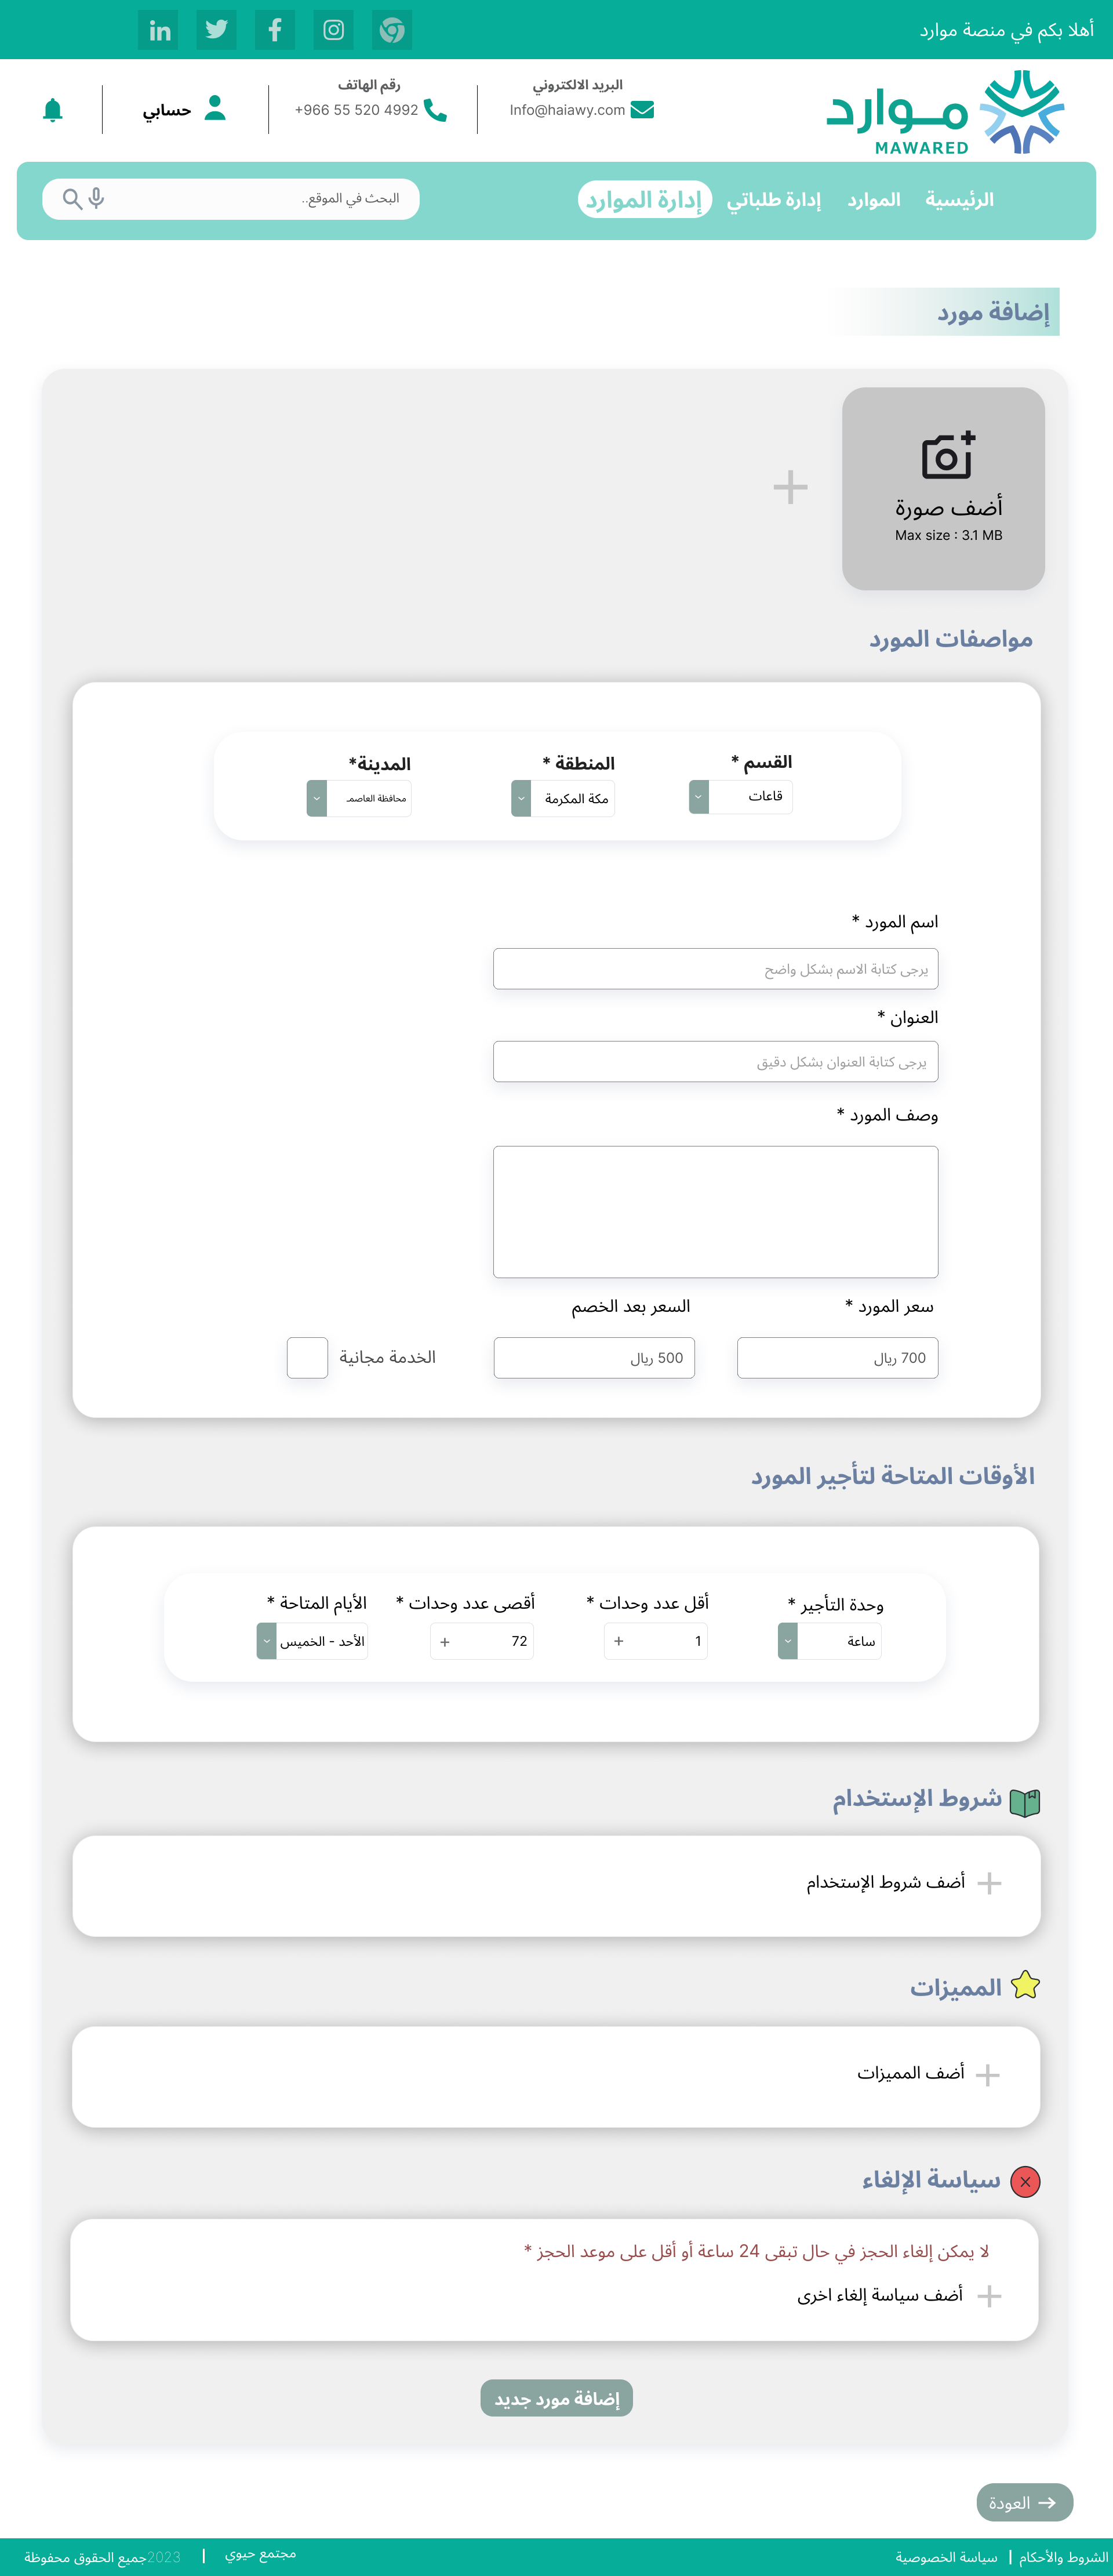 أهلا بكم في منصة موارد
مـوارد
MAWARED
البريد الالكتروني
Info@haiawy.com
رقم الهاتف
+966 55 520 4992
حسابي
الرئيسية
الموارد
إدارة طلباتي
إدارة الموارد
البحث في الموقع..
إضافة مورد
أضف صورة
Max size : 3.1 MB
مواصفات المورد
القسم *
المنطقة *
المدينة*
قاعات
مكة المكرمة
محافظة العاصمـ
اسم المورد *
يرجى كتابة الاسم بشكل واضح
العنوان *
يرجى كتابة العنوان بشكل دقيق
وصف المورد *
سعر المورد *
السعر بعد الخصم
700 ريال
500 ريال
الخدمة مجانية
الأوقات المتاحة لتأجير المورد
وحدة التأجير *
أقل عدد وحدات *
أقصى عدد وحدات *
الأيام المتاحة *
ساعة
1
72
الأحد - الخميس
شروط الإستخدام
أضف شروط الإستخدام
المميزات
أضف المميزات
سياسة الإلغاء
لا يمكن إلغاء الحجز في حال تبقى 24 ساعة أو أقل على موعد الحجز *
أضف سياسة إلغاء اخرى
إضافة مورد جديد
العودة
الشروط والأحكام | سياسة الخصوصية
مجتمع حيوي | 2023جميع الحقوق محفوظة